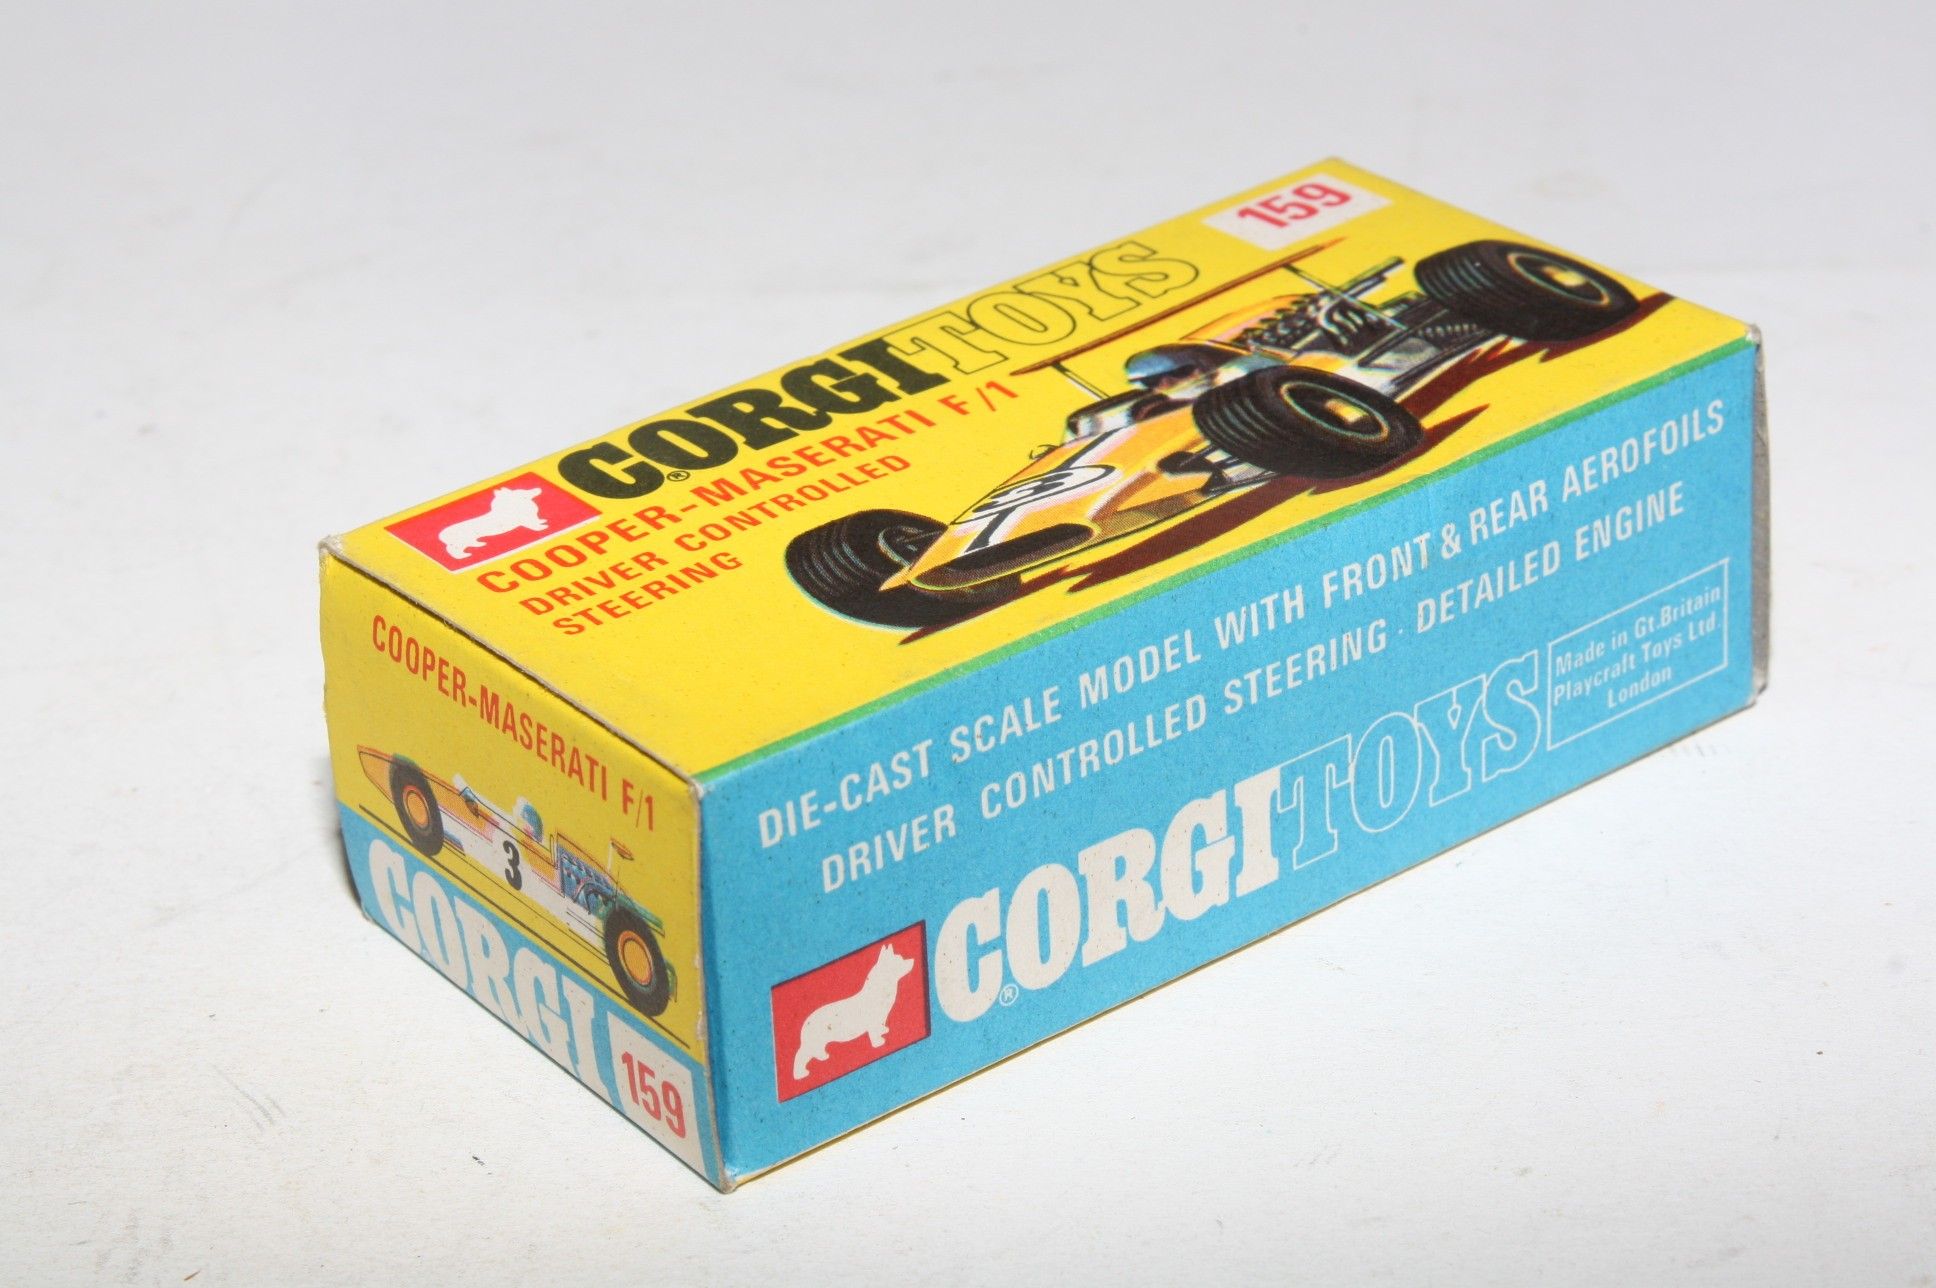 159
CORGI TOYS
®
COOPER-MASERATI F/1
DRIVER CONTROLLED
STEERING
3
COOPER-MASERATI F/1
3
CORGI
159
DIE-CAST SCALE MODEL WITH FRONT & REAR AEROFOILS
DRIVER CONTROLLED STEERING · DETAILED ENGINE
CORGI TOYS
®
Made in Gt.Britain
Playcraft Toys Ltd.
London